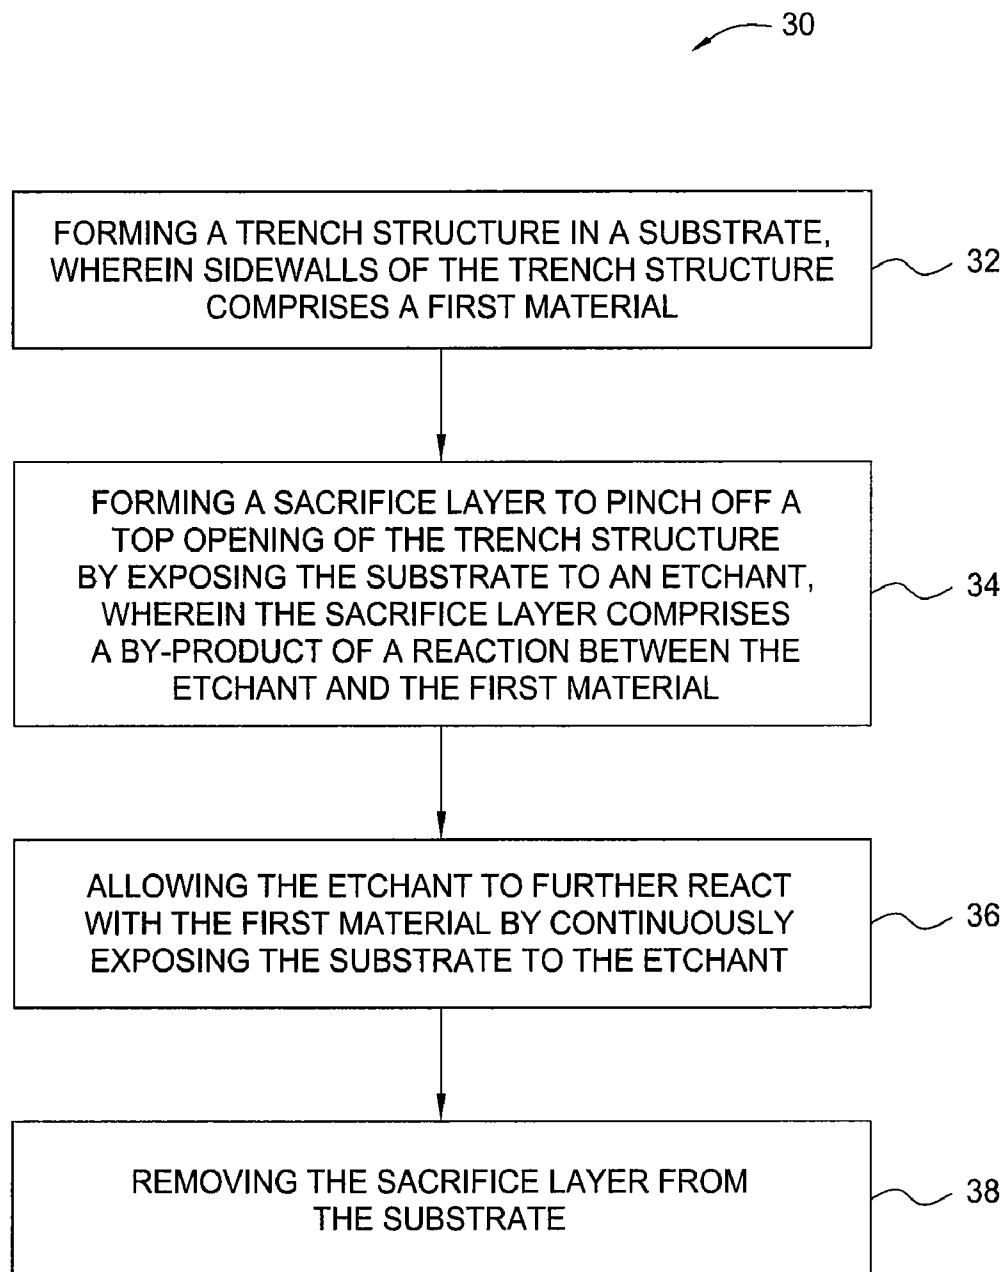 30
FORMING A TRENCH STRUCTURE IN A SUBSTRATE,
WHEREIN SIDEWALLS OF THE TRENCH STRUCTURE
COMPRISES A FIRST MATERIAL
32
FORMING A SACRIFICE LAYER TO PINCH OFF A
TOP OPENING OF THE TRENCH STRUCTURE
BY EXPOSING THE SUBSTRATE TO AN ETCHANT,
WHEREIN THE SACRIFICE LAYER COMPRISES
A BY-PRODUCT OF A REACTION BETWEEN THE
ETCHANT AND THE FIRST MATERIAL
34
ALLOWING THE ETCHANT TO FURTHER REACT
WITH THE FIRST MATERIAL BY CONTINUOUSLY
EXPOSING THE SUBSTRATE TO THE ETCHANT
36
REMOVING THE SACRIFICE LAYER FROM
THE SUBSTRATE
38